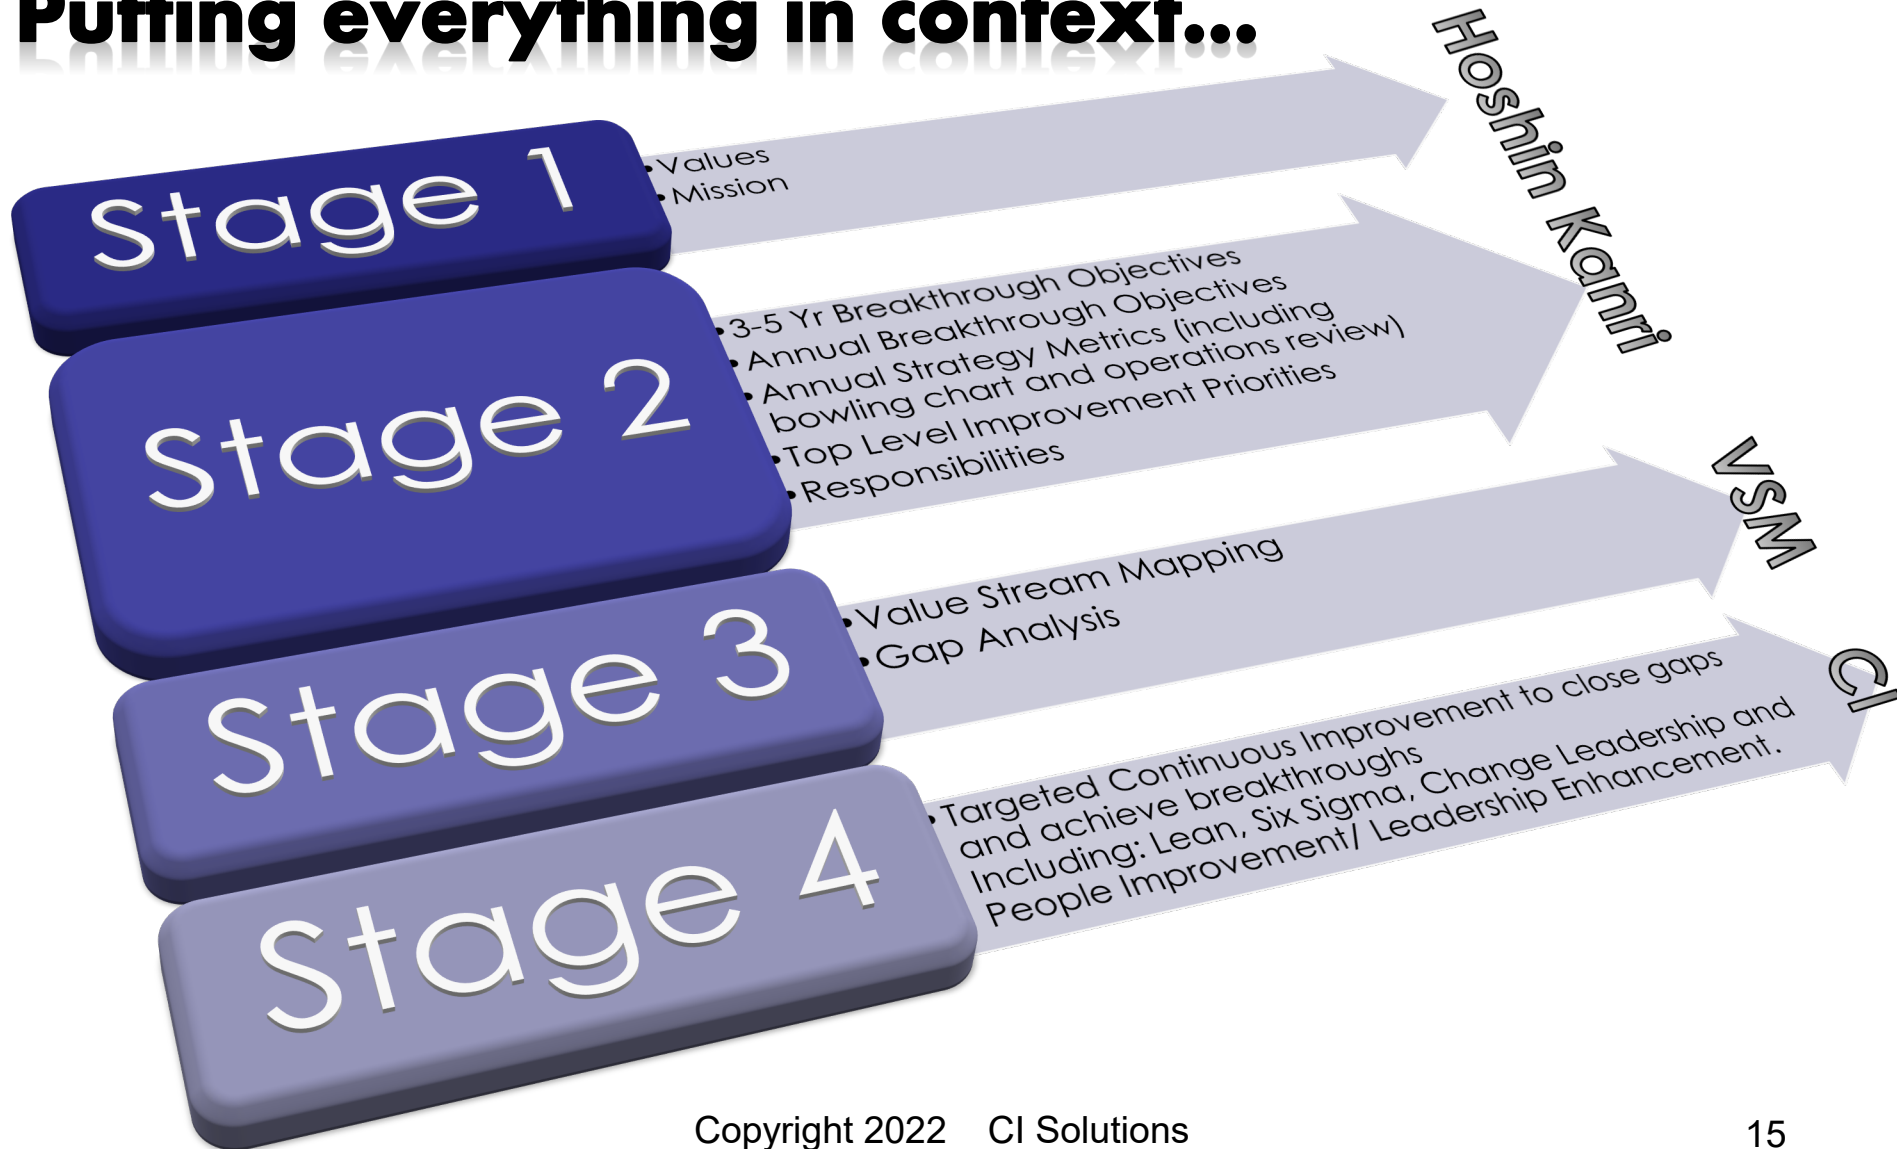 Putting everything in context...
Hoshin Kanri
Stage 1
•Values
•Mission
Stage 2
•3-5 Yr Breakthrough Objectives
•Annual Breakthrough Objectives
•Annual Strategy Metrics (including
bowling chart and operations review)
•Top Level Improvement Priorities
•Responsibilities
VSM
Stage 3
•Value Stream Mapping
•Gap Analysis
CI
Stage 4
•Targeted Continuous Improvement to close gaps
and achieve breakthroughs
Including: Lean, Six Sigma, Change Leadership and
People Improvement/ Leadership Enhancement.
Copyright 2022 CI Solutions
15